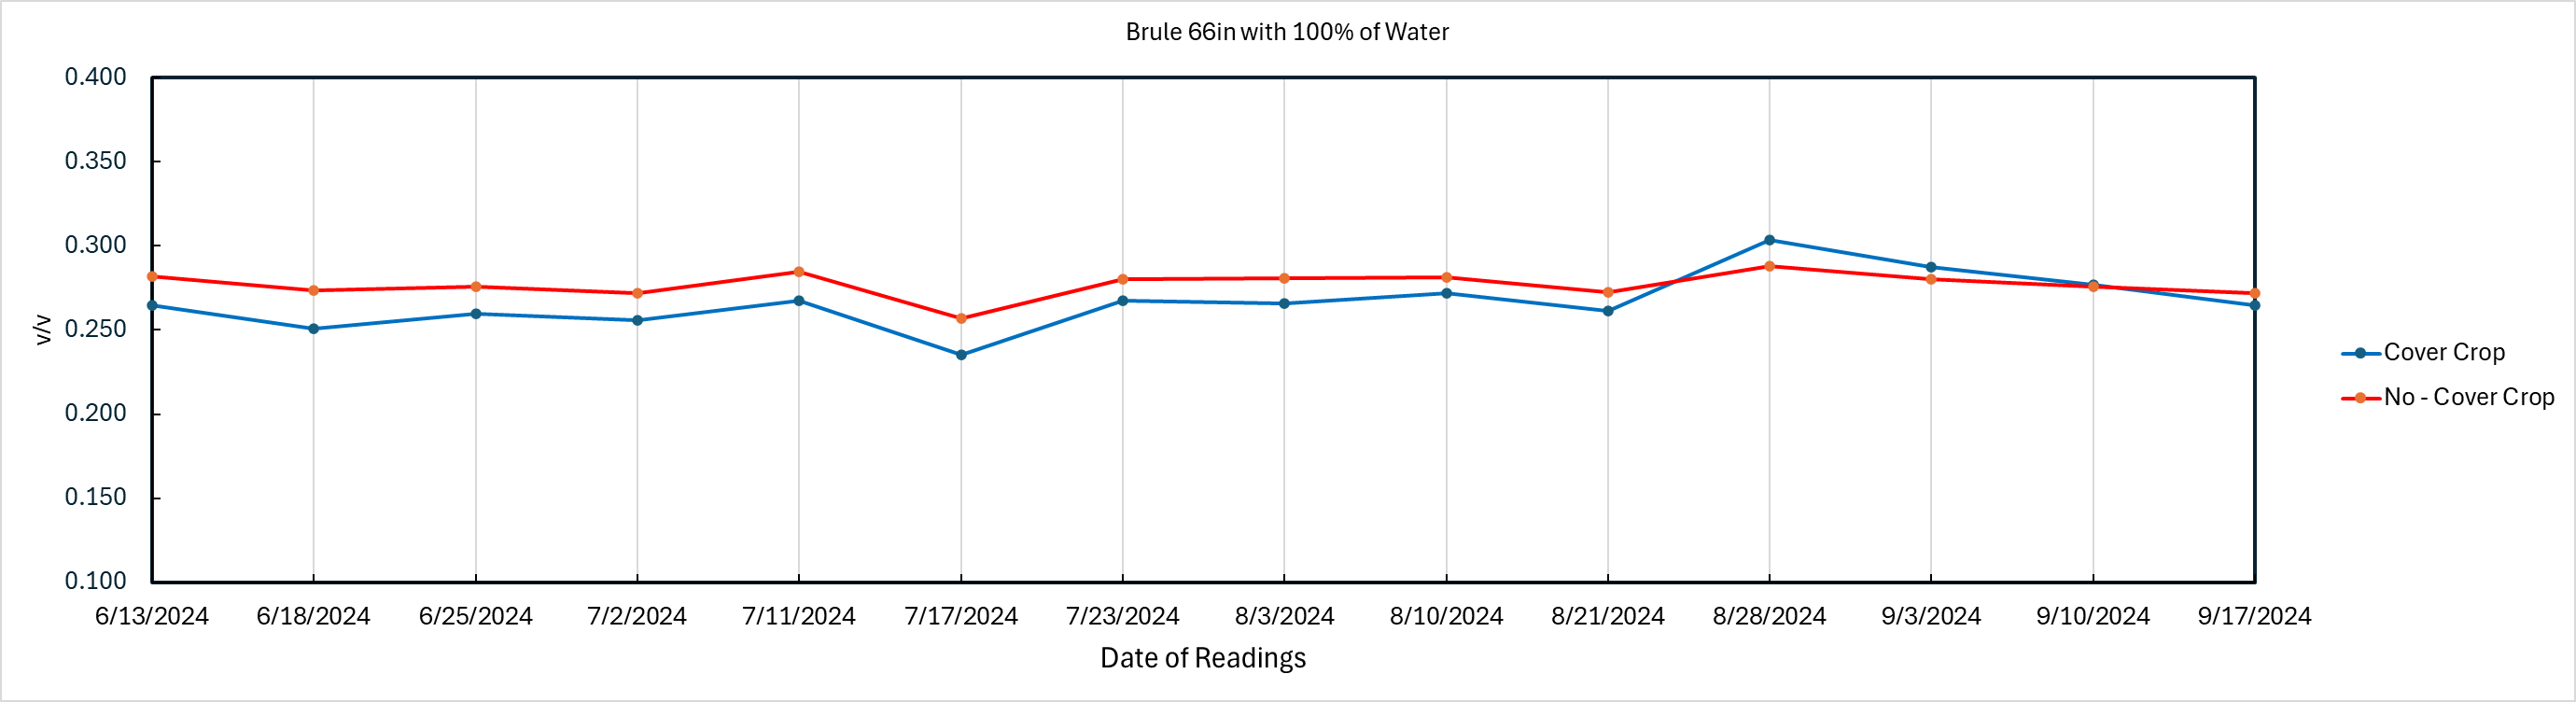 Brule 66in with 100% of Water
0.400
0.350
0.300
0.250
0.200
0.150
0.100
v/v
6/13/2024 6/18/2024 6/25/2024 7/2/2024 7/11/2024 7/17/2024 7/23/2024 8/3/2024 8/10/2024 8/21/2024 8/28/2024 9/3/2024 9/10/2024 9/17/2024
Date of Readings
Cover Crop
No - Cover Crop